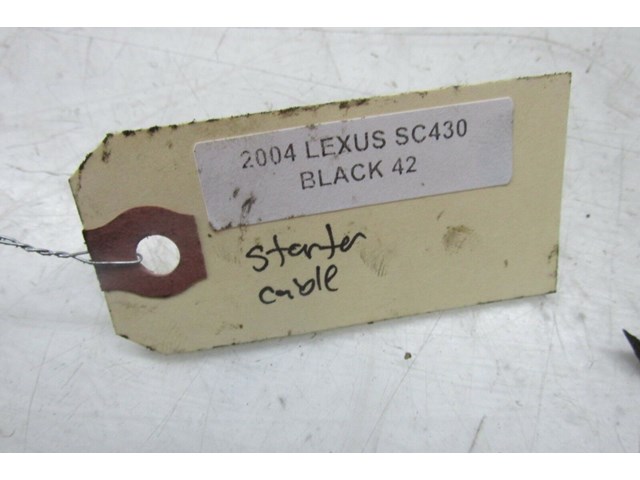 2004 LEXUS SC430
BLACK 42
starter
cable